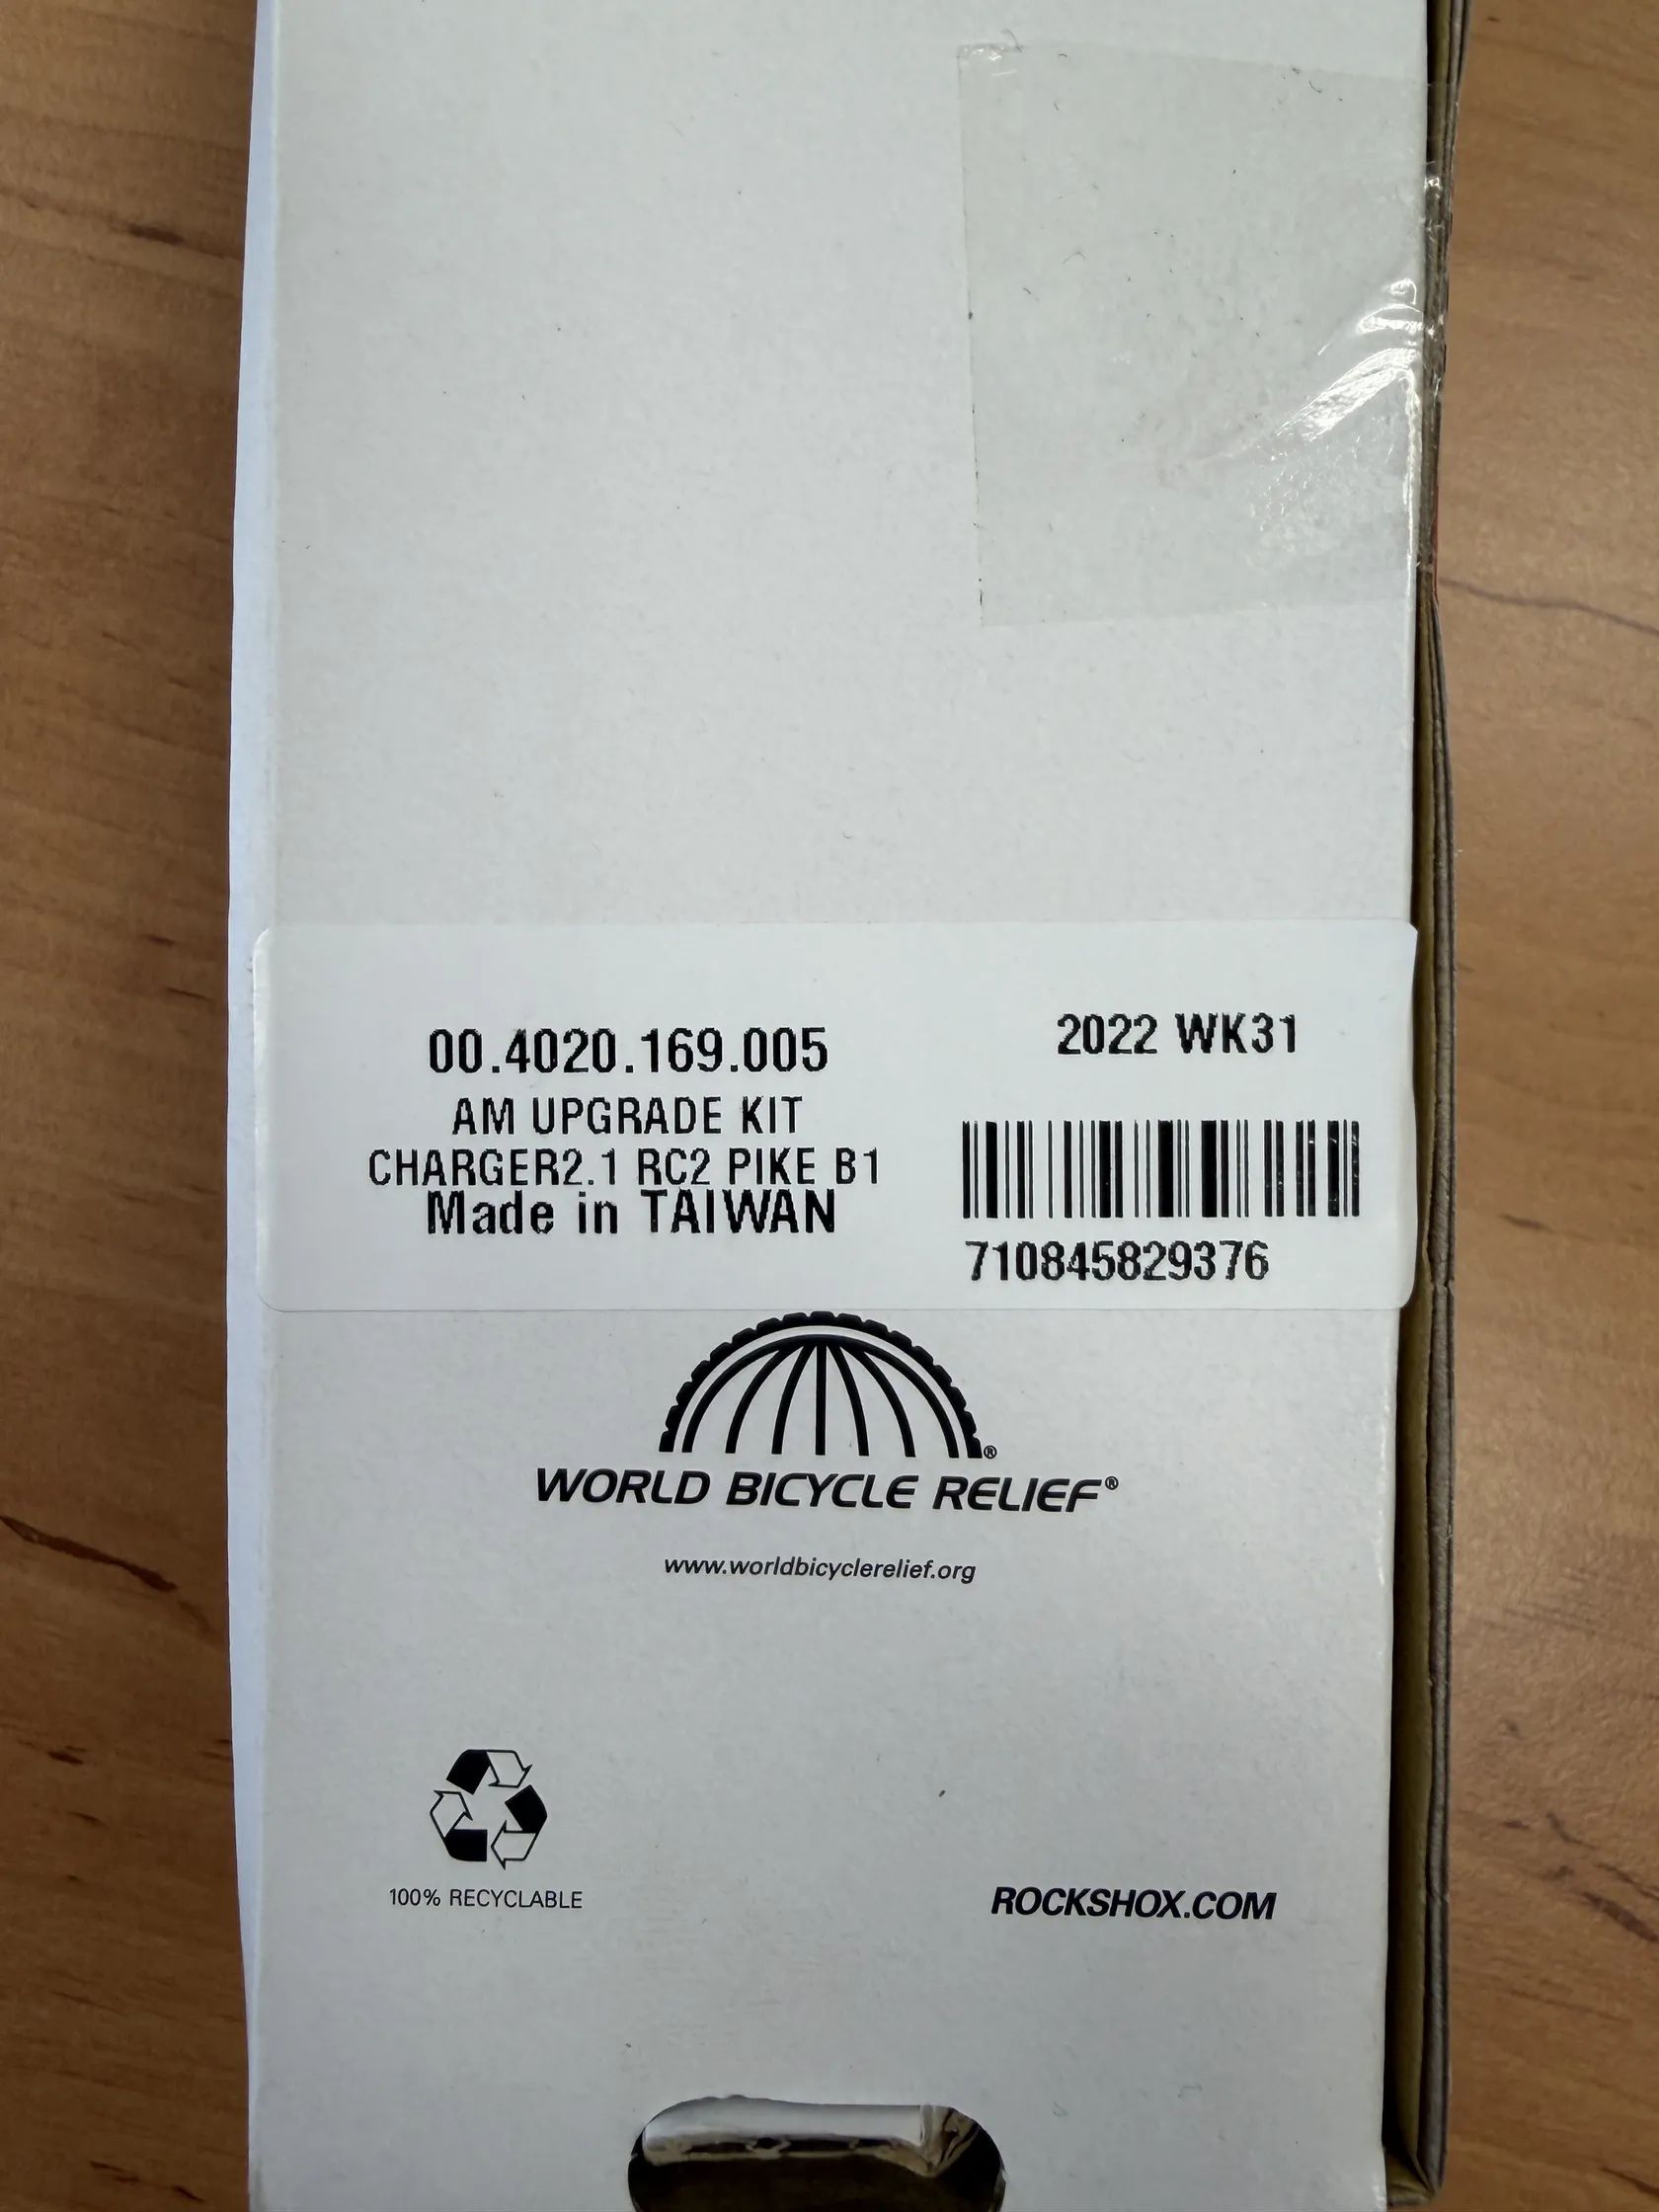 00.4020.169.005
AM UPGRADE KIT
CHARGER2.1 RC2 PIKE B1
Made in TAIWAN
2022 WK31
710845829376
®
WORLD BICYCLE RELIEF®
www.worldbicyclerelief.org
100% RECYCLABLE
ROCKSHOX.COM